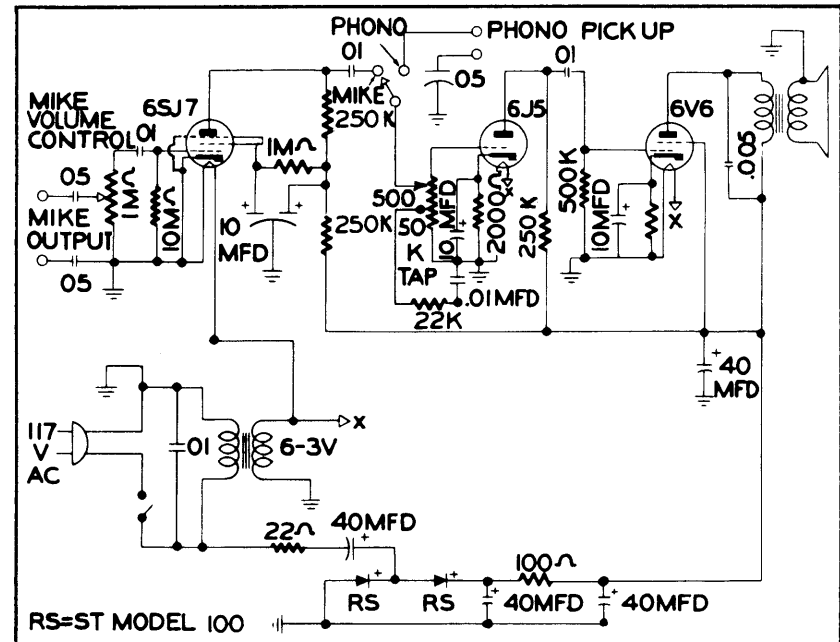 PHONO
PHONO PICK UP
01
01
05
MIKE
VOLUME
CONTROL
6SJ7
MIKE
250K
6J5
6V6
01
1MΩ
05
1MΩ
10MΩ
MIKE
OUTPUT
05
10
MFD
250K
500
50
K
TAP
10 MFD
2000Ω
250K
500K
10MFD
X
X
.005
.01MFD
22K
40
MFD
117
V
AC
01
6-3V
X
22Ω
40MFD
100Ω
RS
RS
40MFD
40MFD
RS=ST MODEL 100